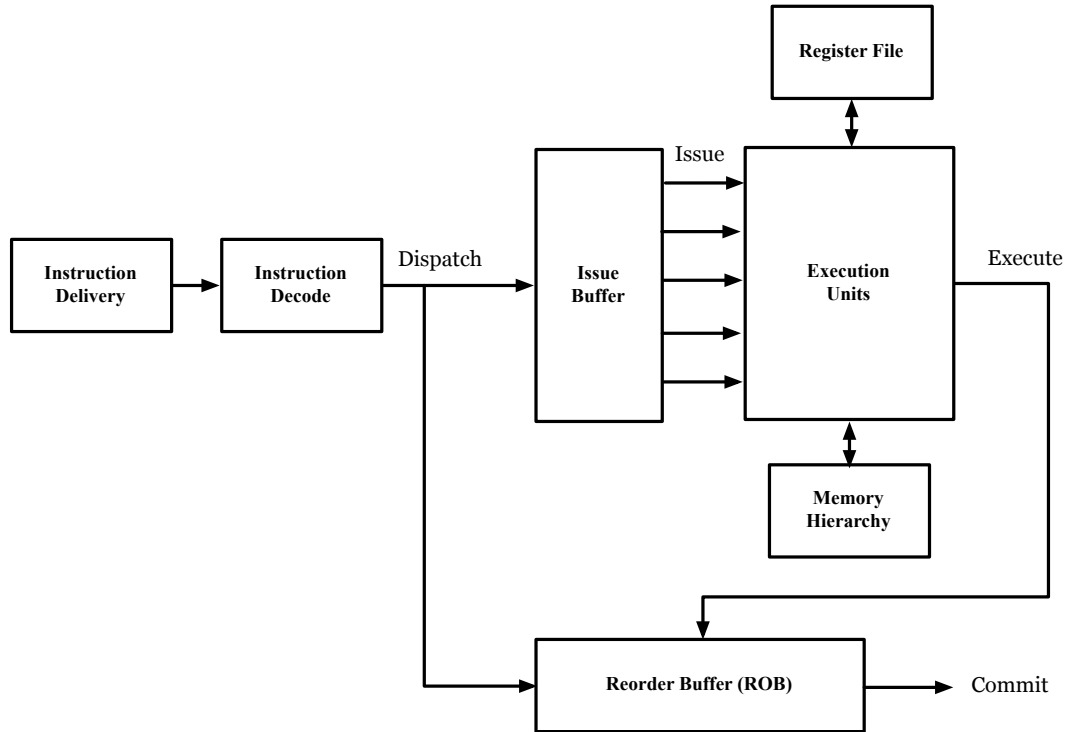 Register File
Issue
Instruction
Delivery
Instruction
Decode
Dispatch
Issue
Buffer
Execution
Units
Execute
Memory
Hierarchy
Reorder Buffer (ROB)
Commit